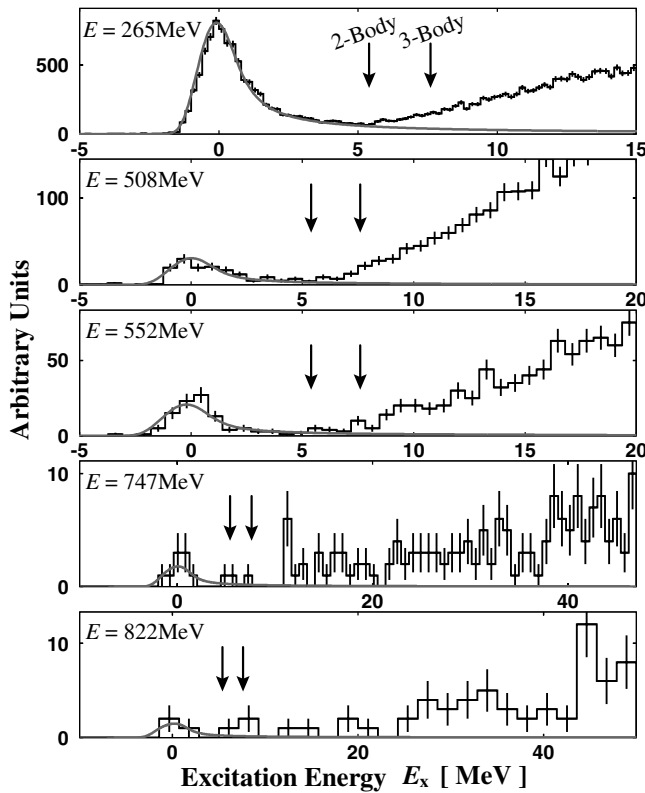 E = 265MeV
2-Body
3-Body
500
0
-5 0 5 10 15
E = 508MeV
100
0
-5 0 5 10 15 20
E = 552MeV
50
0
-5 0 5 10 15 20
E = 747MeV
10
0
0 20 40
E = 822MeV
10
0
0 20 40
Arbitrary Units
Excitation Energy Ex [ MeV ]